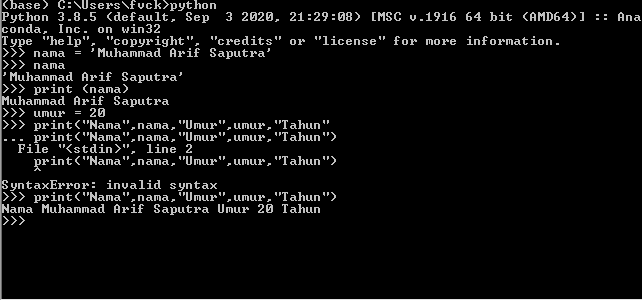 (base) C:\Users\fvck>python
Python 3.8.5 (default, Sep  3 2020, 21:29:08) [MSC v.1916 64 bit (AMD64)] :: Ana
conda, Inc. on win32
Type "help", "copyright", "credits" or "license" for more information.
>>> nama = 'Muhammad Arif Saputra'
>>> nama
'Muhammad Arif Saputra'
>>> print (nama)
Muhammad Arif Saputra
>>> umur = 20
>>> print("Nama",nama,"Umur",umur,"Tahun"
... print("Nama",nama,"Umur",umur,"Tahun")
  File "<stdin>", line 2
    print("Nama",nama,"Umur",umur,"Tahun")
    ^
SyntaxError: invalid syntax
>>> print("Nama",nama,"Umur",umur,"Tahun")
Nama Muhammad Arif Saputra Umur 20 Tahun
>>>